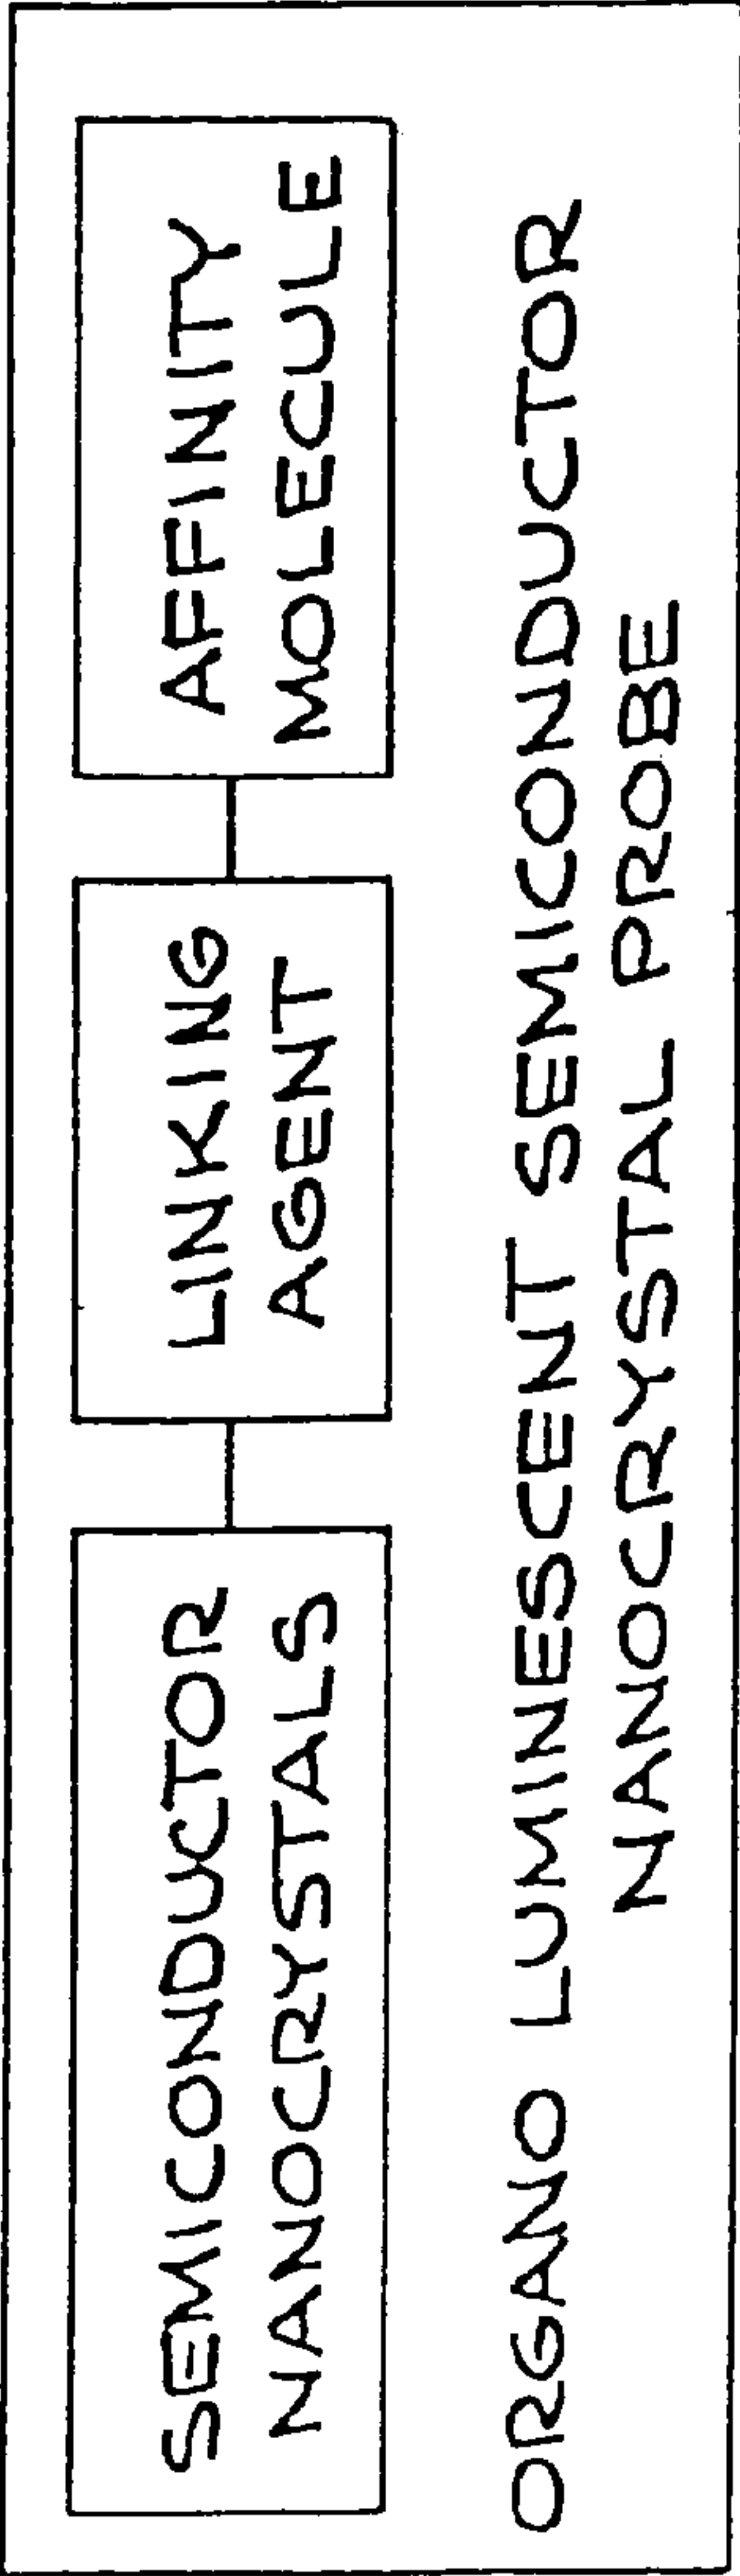 SEMICONDUCTOR
NANOCRYSTALS
LINKING
AGENT
AFFINITY
MOLECULE
ORGANO LUMINESCENT SEMICONDUCTOR
NANOCRYSTAL PROBE